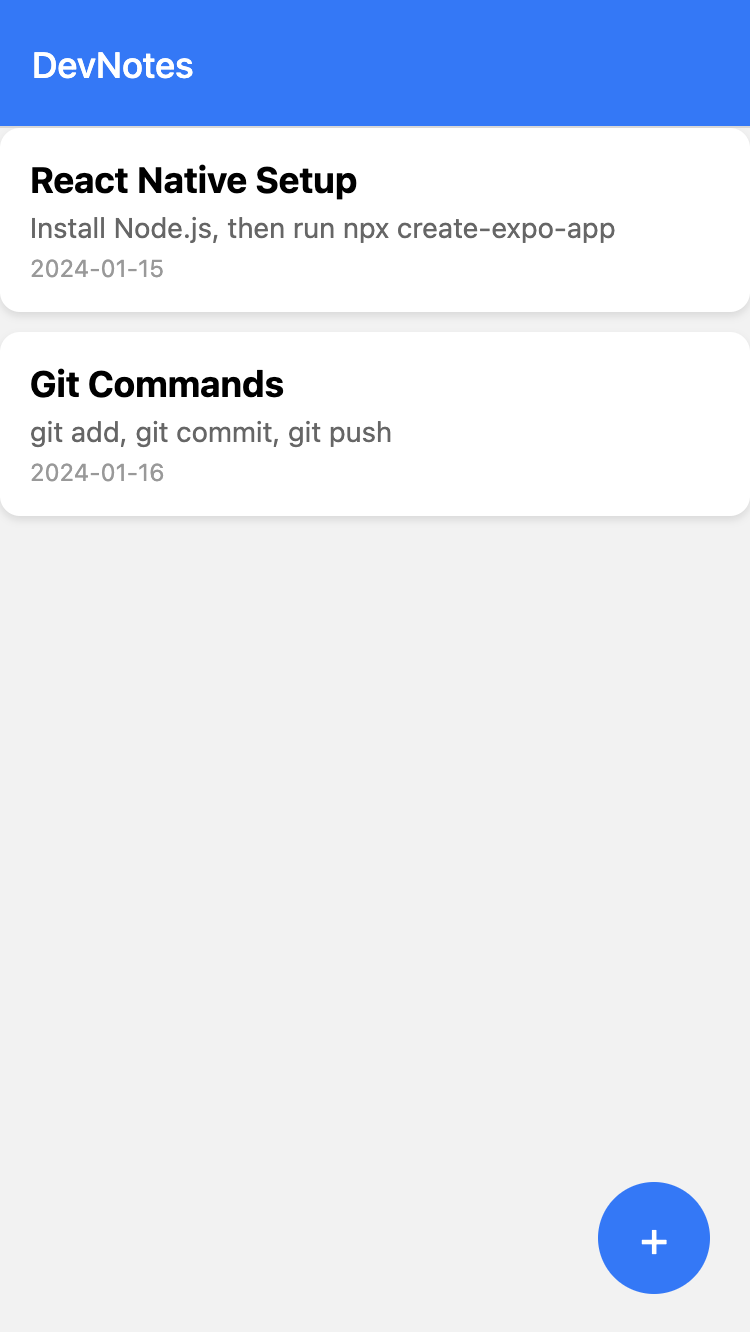 DevNotes
React Native Setup
Install Node.js, then run npx create-expo-app
2024-01-15
Git Commands
git add, git commit, git push
2024-01-16
+